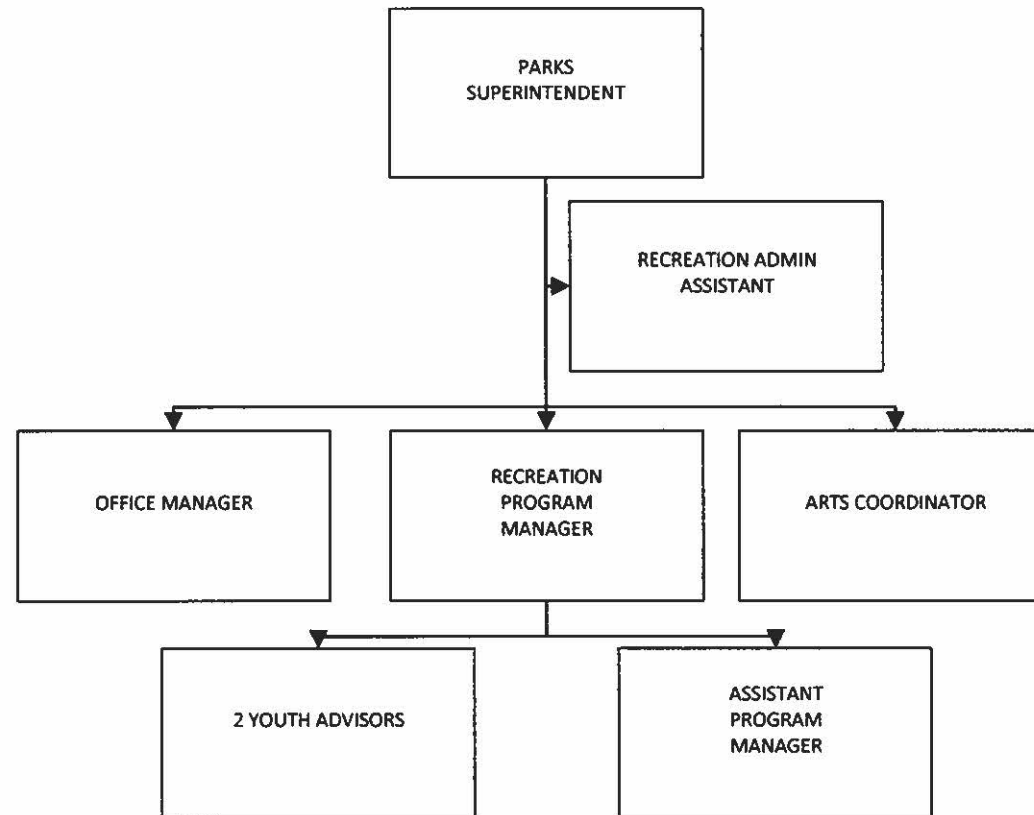 PARKS
SUPERINTENDENT
RECREATION ADMIN
ASSISTANT
OFFICE MANAGER
RECREATION
PROGRAM
MANAGER
ARTS COORDINATOR
2 YOUTH ADVISORS
ASSISTANT
PROGRAM
MANAGER